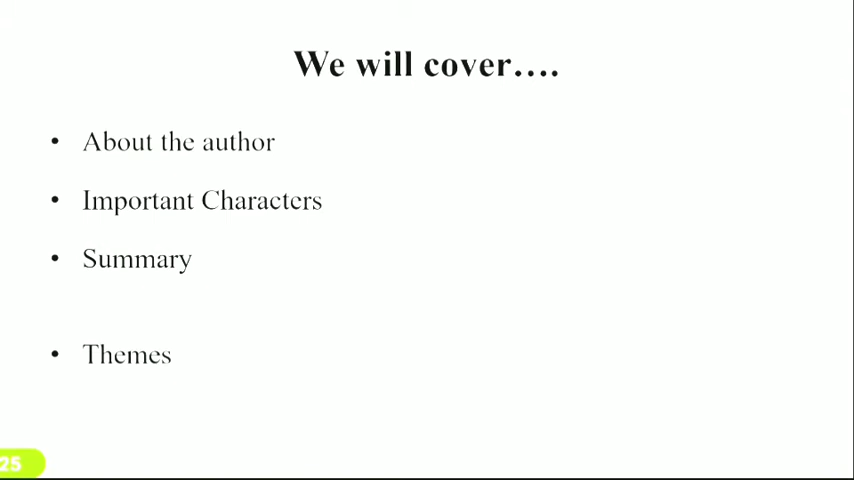 We will cover....
• About the author
• Important Characters
• Summary
• Themes
25